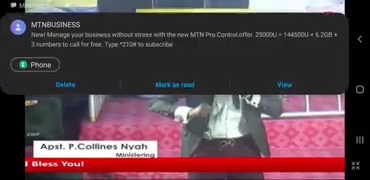 MTNBUSINESS
New! Manage your business without stress with the new MTN Pro Control offer. 25000U = 144500U + 6.2GB +
3 numbers to call for free. Type *210# to subscribe
Phone
Delete Mark as read View
Apst. P.Collines Nyah
Ministering
Bless You!